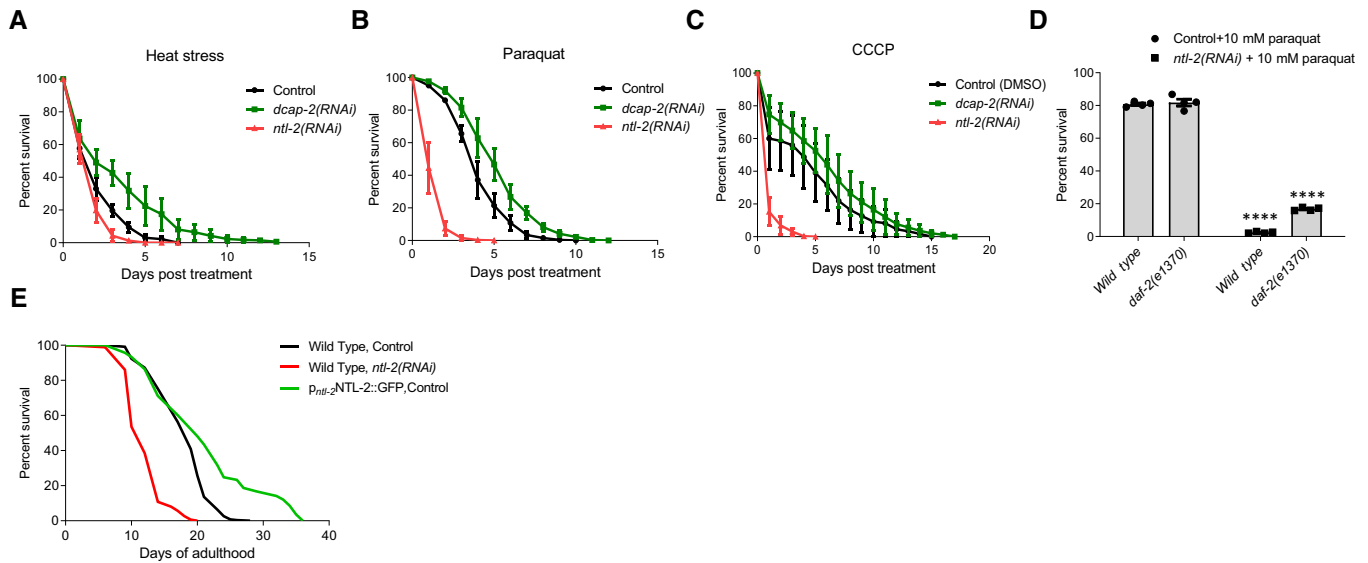 A
Heat stress
Percent survival
100
80
60
40
20
0
0
5
10
15
Days post treatment
Control
dcap-2(RNAi)
ntl-2(RNAi)
B
Paraquat
Percent survival
100
80
60
40
20
0
0
5
10
15
Days post treatment
Control
dcap-2(RNAi)
ntl-2(RNAi)
C
CCCP
Percent survival
100
80
60
40
20
0
0
5
10
15
20
Days post treatment
Control (DMSO)
dcap-2(RNAi)
ntl-2(RNAi)
D
Control+10 mM paraquat
ntl-2(RNAi) + 10 mM paraquat
Percent survival
100
80
60
40
20
0
****
****
Wild type
daf-2(e1370)
Wild type
daf-2(e1370)
E
Percent survival
100
80
60
40
20
0
0
10
20
30
40
Days of adulthood
Wild Type, Control
Wild Type, ntl-2(RNAi)
pntl-2NTL-2::GFP,Control